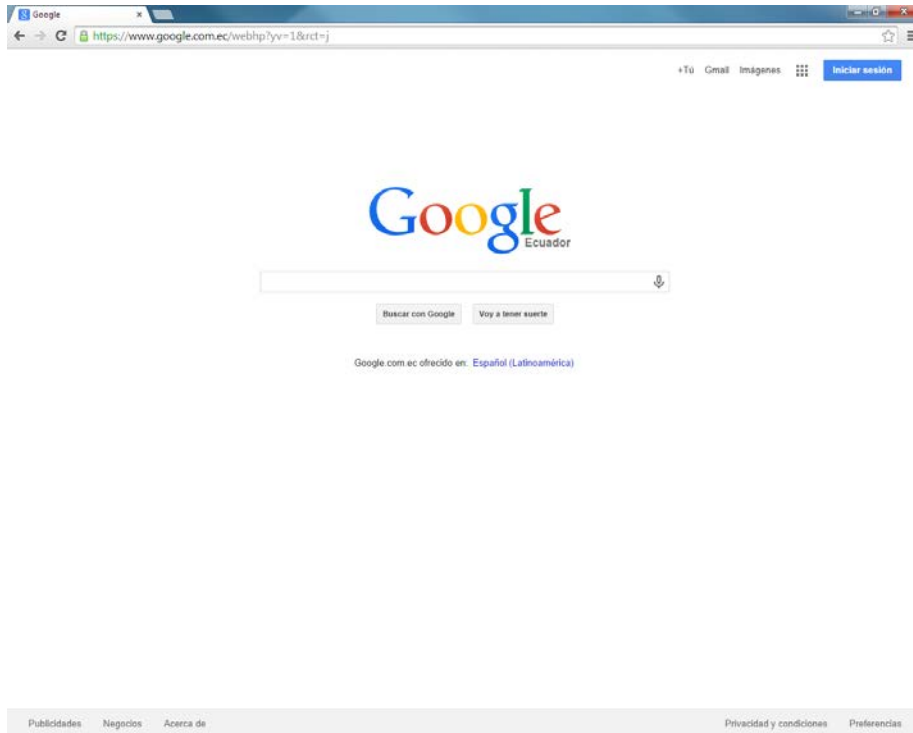 Google
https://www.google.com.ec/webhp?yv=1&rct=j
+Tú Gmail Imágenes Iniciar sesión
Google
Ecuador
Buscar con Google Voy a tener suerte
Google.com.ec ofrecido en: Español (Latinoamérica)
Publicidades Negocios Acerca de Privacidad y condiciones Preferencias